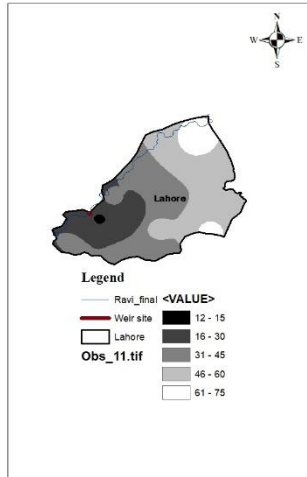 N
W E
S
Lahore
Legend
Ravi_final
Weir site
Lahore
Obs_11.tif
<VALUE>
12 - 15
16 - 30
31 - 45
46 - 60
61 - 75